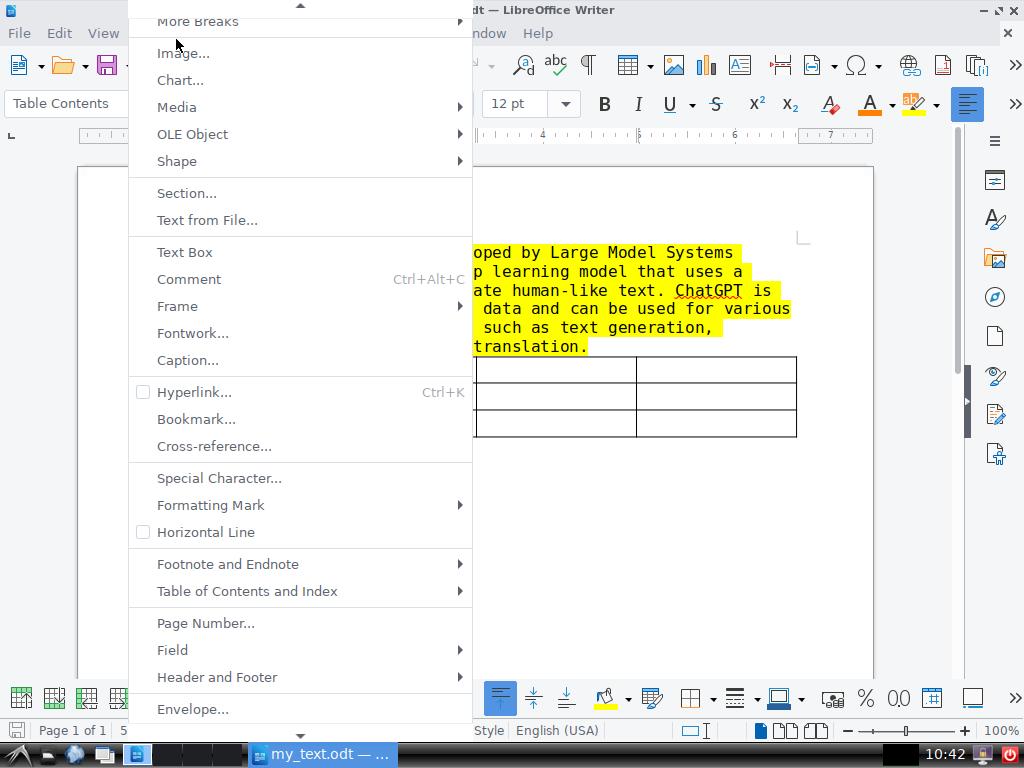 dt — LibreOffice Writer
File Edit View ndow Help
Table Contents 12 pt
4 5 6 7
More Breaks
Image...
Chart...
Media
OLE Object
Shape
Section...
Text from File...
Text Box
Comment Ctrl+Alt+C
Frame
Fontwork...
Caption...
Hyperlink... Ctrl+K
Bookmark...
Cross-reference...
Special Character...
Formatting Mark
Horizontal Line
Footnote and Endnote
Table of Contents and Index
Page Number...
Field
Header and Footer
Envelope...
oped by Large Model Systems
p learning model that uses a
ate human-like text. ChatGPT is
data and can be used for various
such as text generation,
translation.
Page 1 of 1 5 Style English (USA) 100%
my_text.odt — ... 10:42